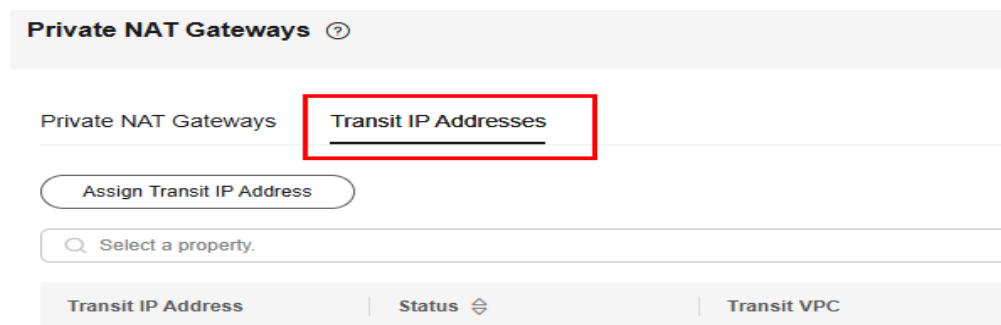 Private NAT Gateways
Private NAT Gateways Transit IP Addresses
Assign Transit IP Address
Select a property.
Transit IP Address Status Transit VPC